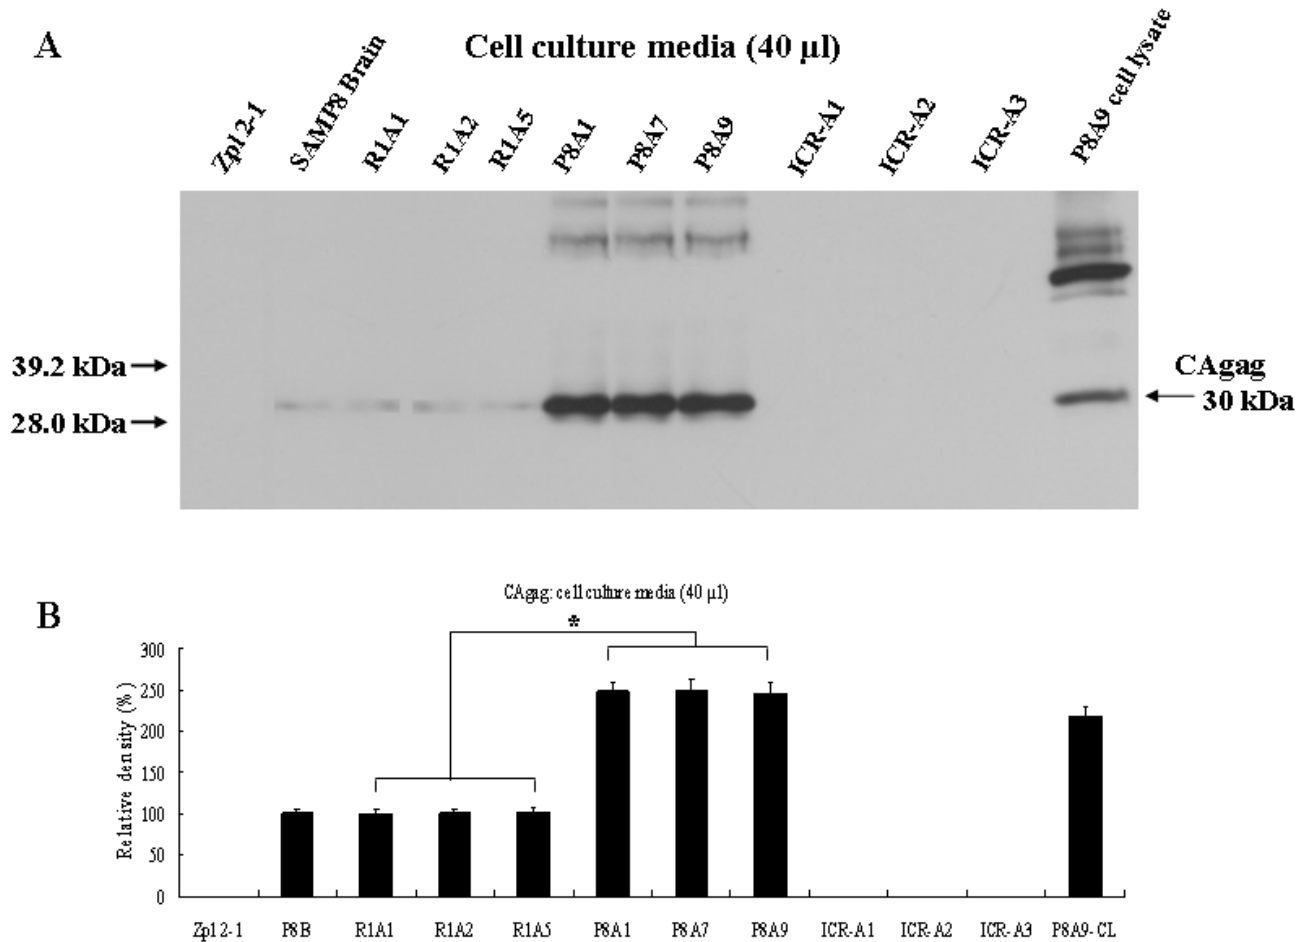 A
Cell culture media (40 µl)
Zp12-1
SAMP8 Brain
R1A1
R1A2
R1A5
P8A1
P8A7
P8A9
ICR-A1
ICR-A2
ICR-A3
P8A9 cell lysate
39.2 kDa
28.0 kDa
CAgag
30 kDa
B
CAgag: cell culture media (40 µl)
*
Relative density (%)
300
250
200
150
100
50
0
Zp12-1 P8B R1A1 R1A2 R1A5 P8A1 P8A7 P8A9 ICR-A1 ICR-A2 ICR-A3 P8A9-CL